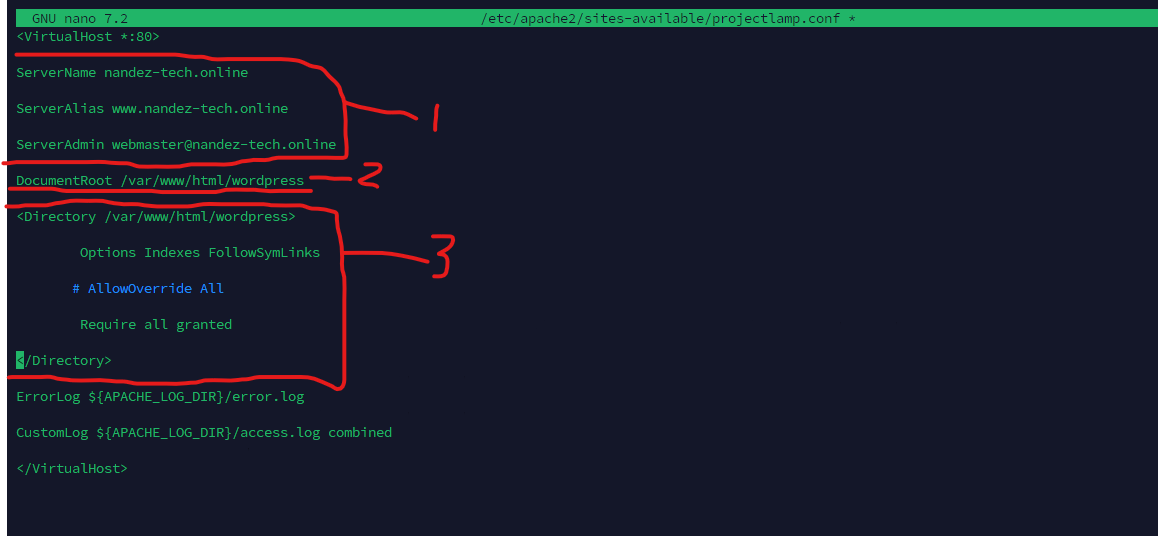 GNU nano 7.2 /etc/apache2/sites-available/projectlamp.conf *
<VirtualHost *:80>
ServerName nandez-tech.online
ServerAlias www.nandez-tech.online
1
ServerAdmin webmaster@nandez-tech.online
DocumentRoot /var/www/html/wordpress
2
<Directory /var/www/html/wordpress>
Options Indexes FollowSymLinks
3
# AllowOverride All
Require all granted
</Directory>
ErrorLog ${APACHE_LOG_DIR}/error.log
CustomLog ${APACHE_LOG_DIR}/access.log combined
</VirtualHost>